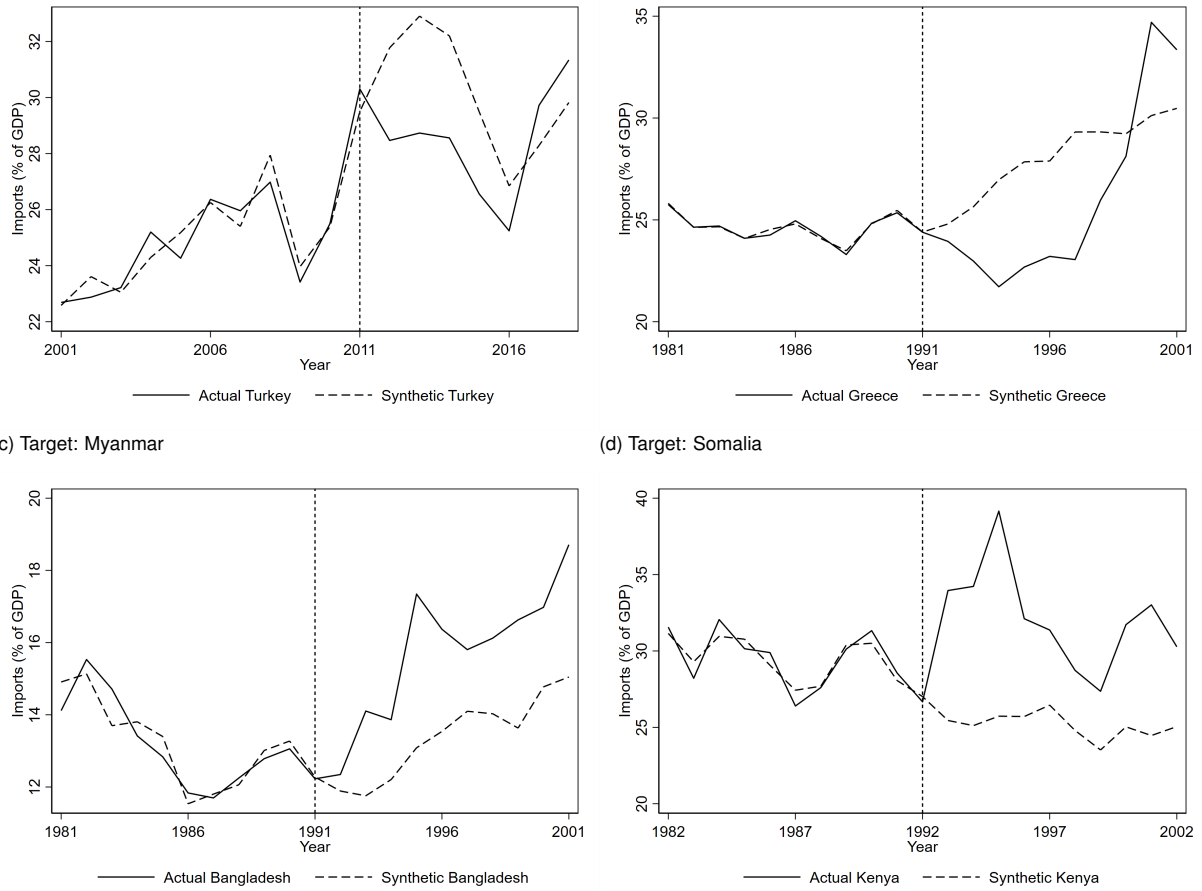 Imports (% of GDP)
32
30
28
26
24
22
2001 2006 2011 2016
Year
Actual Turkey Synthetic Turkey
Imports (% of GDP)
35
30
25
20
1981 1986 1991 1996 2001
Year
Actual Greece Synthetic Greece
c) Target: Myanmar
(d) Target: Somalia
Imports (% of GDP)
20
18
16
14
12
1981 1986 1991 1996 2001
Year
Actual Bangladesh Synthetic Bangladesh
Imports (% of GDP)
40
35
30
25
20
1982 1987 1992 1997 2002
Year
Actual Kenya Synthetic Kenya